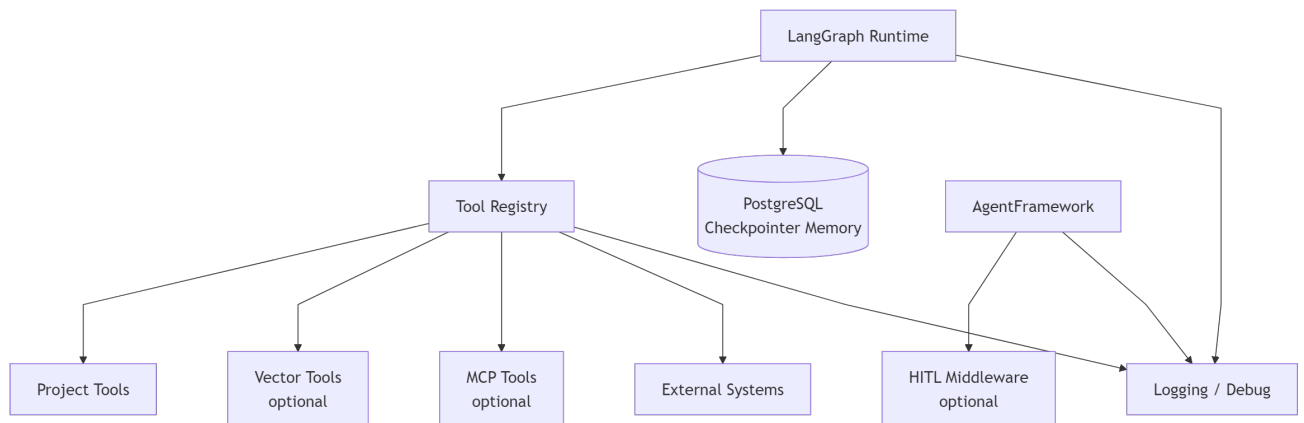 LangGraph Runtime
PostgreSQL
Checkpointer Memory
Tool Registry
AgentFramework
Project Tools
Vector Tools
optional
MCP Tools
optional
External Systems
HITL Middleware
optional
Logging / Debug